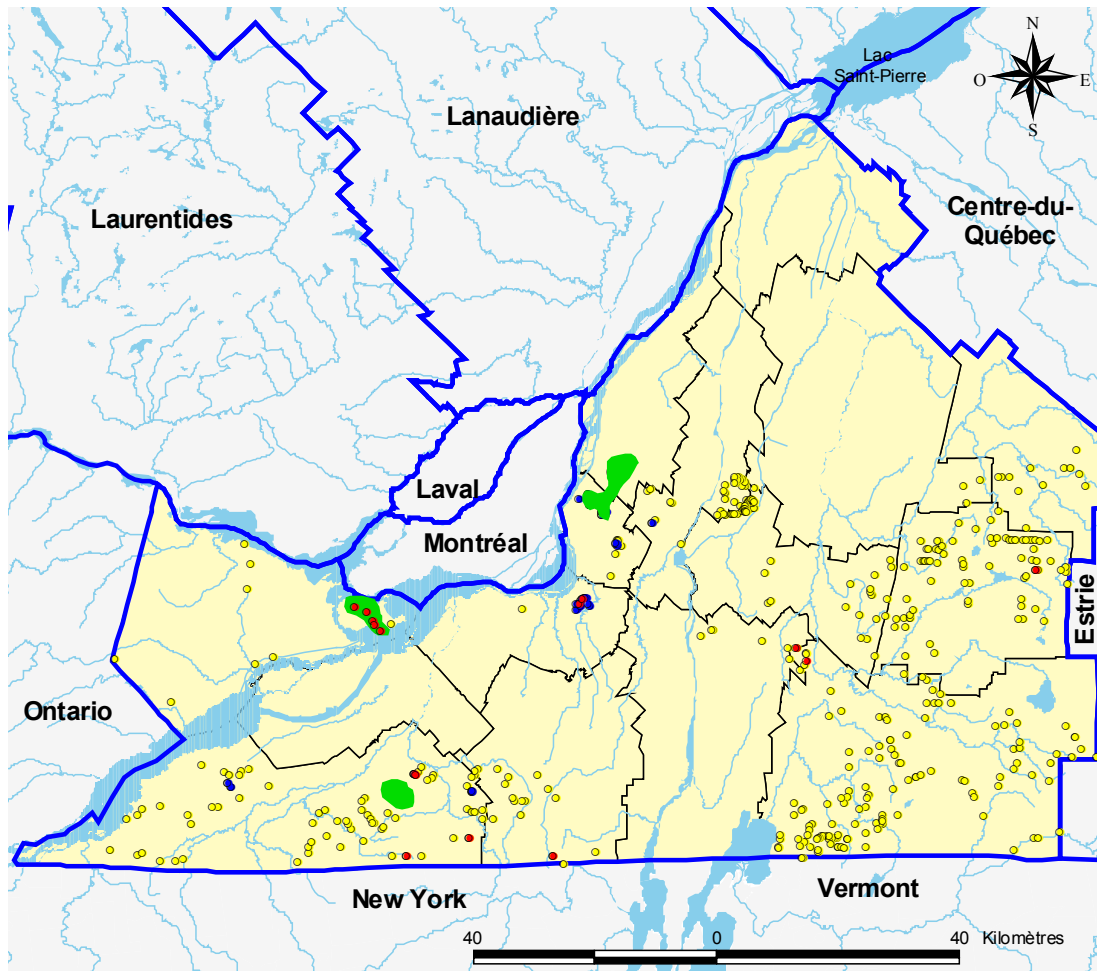 N
Lac
Saint-Pierre
O
E
S
Lanaudière
Laurentides
Centre-du-
Québec
Laval
Montréal
Estrie
Ontario
New York
Vermont
40
0
40
Kilomètres